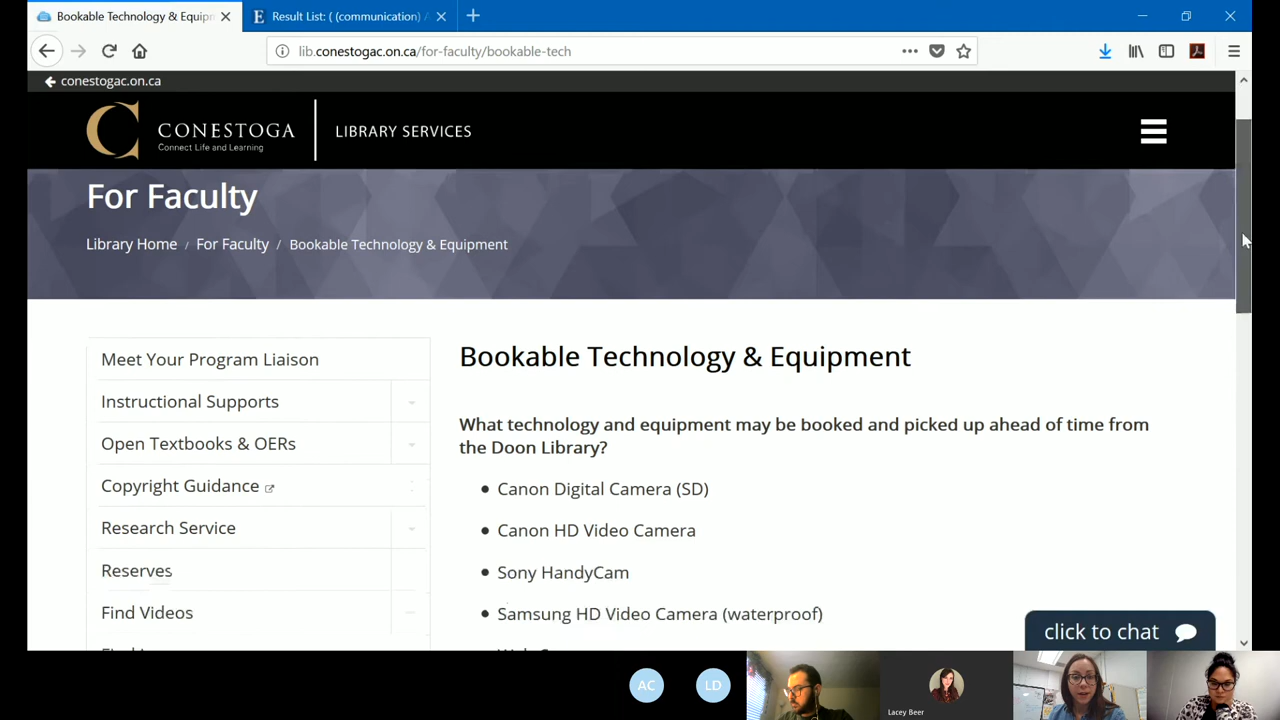 Bookable Technology & Equipm
Result List: ( (communication) A
lib.conestogac.on.ca/for-faculty/bookable-tech
conestogac.on.ca
CONESTOGA
Connect Life and Learning
LIBRARY SERVICES
For Faculty
Library Home / For Faculty / Bookable Technology & Equipment
Meet Your Program Liaison
Instructional Supports
Open Textbooks & OERs
Copyright Guidance
Research Service
Reserves
Find Videos
Bookable Technology & Equipment
What technology and equipment may be booked and picked up ahead of time from
the Doon Library?
Canon Digital Camera (SD)
Canon HD Video Camera
Sony HandyCam
Samsung HD Video Camera (waterproof)
click to chat
AC
LD
Lacey Beer